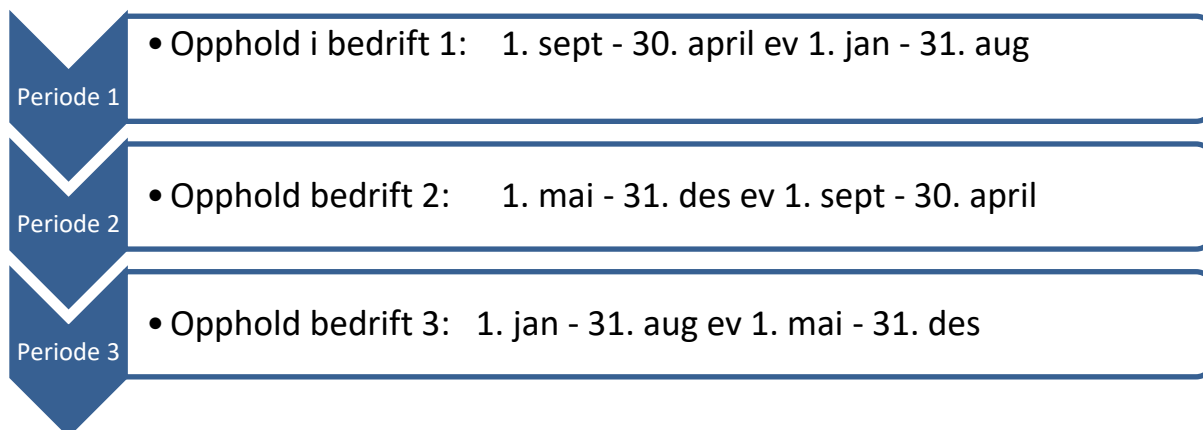 • Opphold i bedrift 1: 1. sept - 30. april ev 1. jan - 31. aug
Periode 1
• Opphold bedrift 2: 1. mai - 31. des ev 1. sept - 30. april
Periode 2
• Opphold bedrift 3: 1. jan - 31. aug ev 1. mai - 31. des
Periode 3